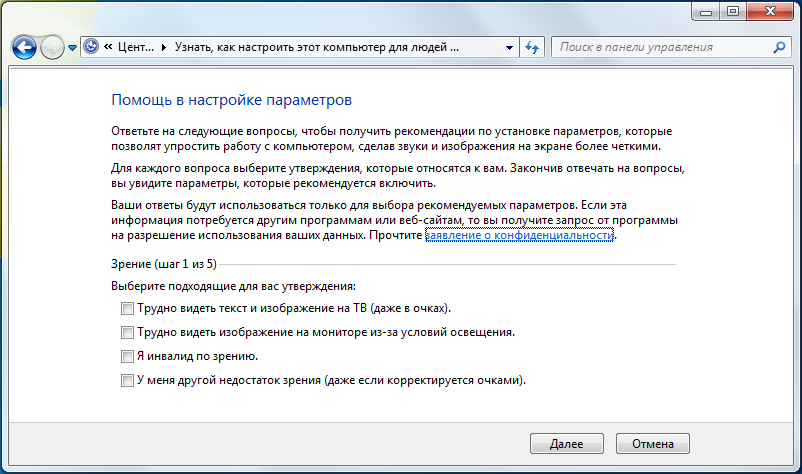 « Цент... ▸ Узнать, как настроить этот компьютер для людей ...
Поиск в панели управления
Помощь в настройке параметров
Ответьте на следующие вопросы, чтобы получить рекомендации по установке параметров, которые
позволят упростить работу с компьютером, сделав звуки и изображения на экране более четкими.
Для каждого вопроса выберите утверждения, которые относятся к вам. Закончив отвечать на вопросы,
вы увидите параметры, которые рекомендуется включить.
Ваши ответы будут использоваться только для выбора рекомендуемых параметров. Если эта
информация потребуется другим программам или веб-сайтам, то вы получите запрос от программы
на разрешение использования ваших данных. Прочтите заявление о конфиденциальности.
Зрение (шаг 1 из 5)
Выберите подходящие для вас утверждения:
Трудно видеть текст и изображение на ТВ (даже в очках).
Трудно видеть изображение на мониторе из-за условий освещения.
Я инвалид по зрению.
У меня другой недостаток зрения (даже если корректируется очками).
Далее
Отмена